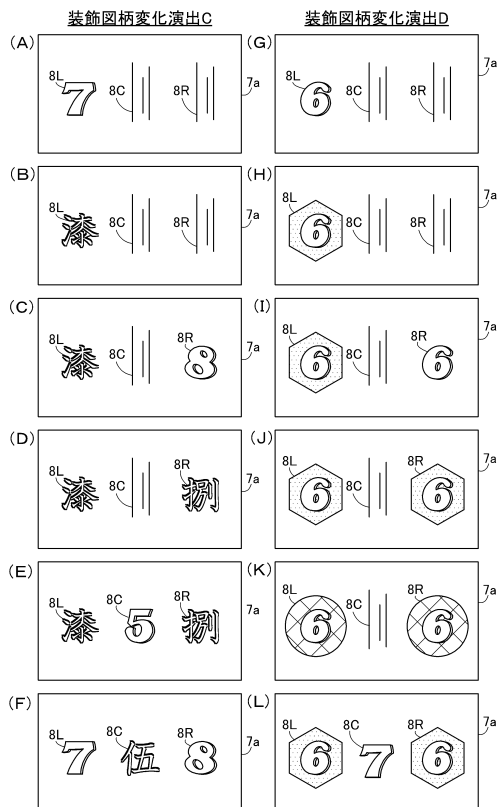 装飾図柄変化演出C
(A)
8L 7 8C 8R 7a
(B)
8L 漆 8C 8R 7a
(C)
8L 漆 8C 8R 8 7a
(D)
8L 漆 8C 8R 捌 7a
(E)
8L 漆 8C 5 8R 捌 7a
(F)
8L 7 8C 伍 8R 8 7a
装飾図柄変化演出D
(G)
8L 6 8C 8R 7a
(H)
8L 6 8C 8R 7a
(I)
8L 6 8C 8R 6 7a
(J)
8L 6 8C 8R 6 7a
(K)
8L 6 8C 8R 6 7a
(L)
8L 6 8C 7 8R 6 7a